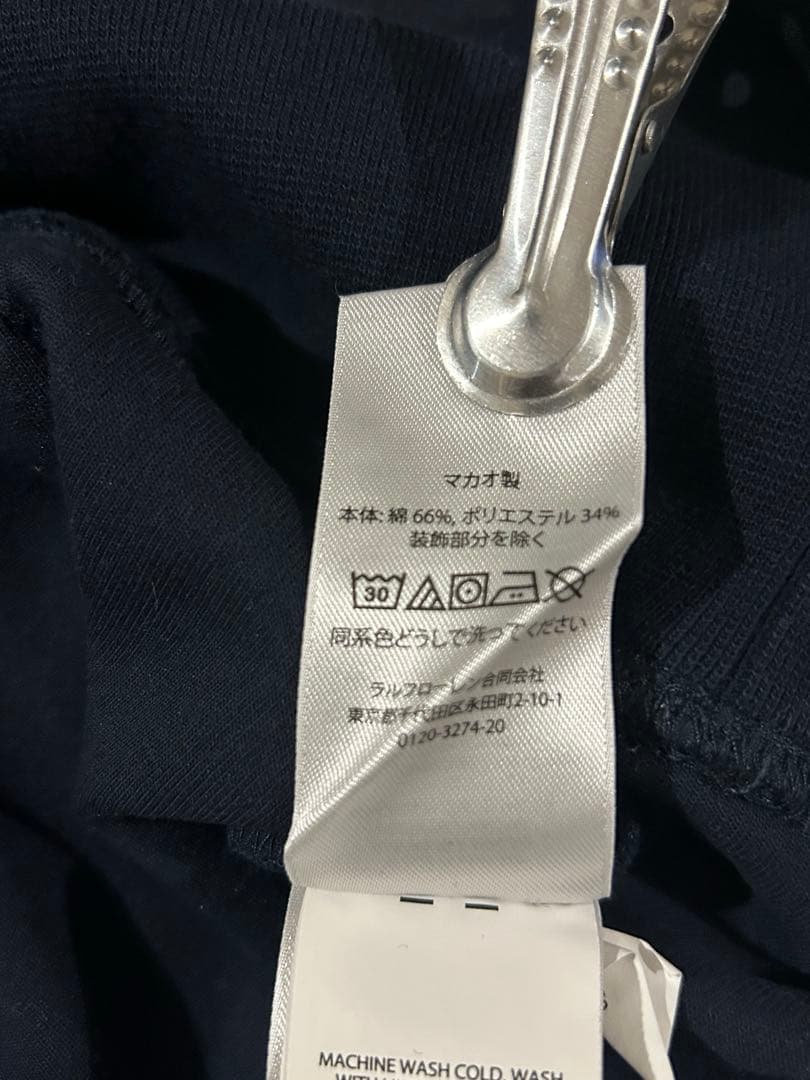 マカオ製
本体: 綿 66%, ポリエステル 34%
装飾部分を除く
30
同系色どうしで洗ってください
ラルフローレン合同会社
東京都千代田区永田町2-10-1
0120-3274-20
MACHINE WASH COLD, WASH